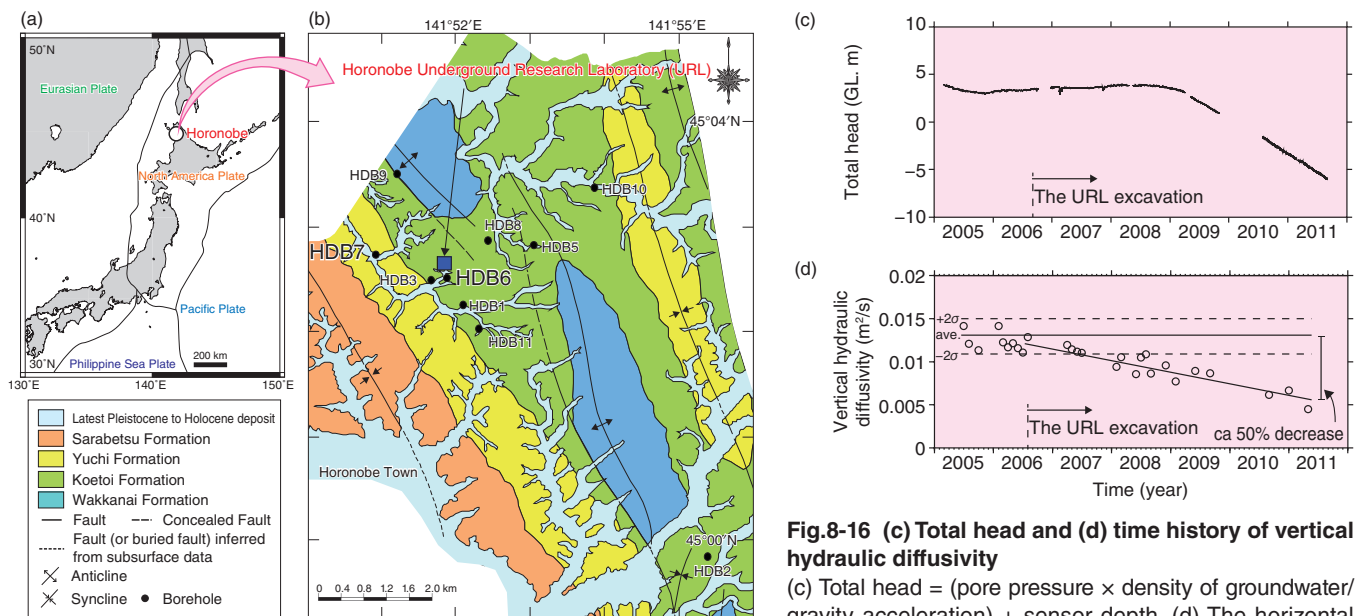 (a)
50°N
Eurasian Plate
Horonobe
North America Plate
40°N
Pacific Plate
Philippine Sea Plate
200 km
30°N
130°E
140°E
150°E
Latest Pleistocene to Holocene deposit
Sarabetsu Formation
Yuchi Formation
Koetoi Formation
Wakkanai Formation
Fault
Concealed Fault
Fault (or buried fault) inferred
from subsurface data
Anticline
Syncline
Borehole
(b)
141°52′E
141°55′E
Horonobe Underground Research Laboratory (URL)
45°04′N
HDB9
HDB10
HDB8
HDB5
HDB7
HDB3
HDB6
HDB1
HDB11
Horonobe Town
45°00′N
HDB2
0 0.4 0.8 1.2 1.6 2.0 km
(c)
Total head (GL. m)
10
5
0
−5
−10
The URL excavation
2005 2006 2007 2008 2009 2010 2011
(d)
Vertical hydraulic
diffusivity (m²/s)
0.02
0.015
0.01
0.005
0
+2σ
ave.
−2σ
The URL excavation
ca 50% decrease
2005 2006 2007 2008 2009 2010 2011
Time (year)
Fig.8-16 (c) Total head and (d) time history of vertical
hydraulic diffusivity
(c) Total head = (pore pressure × density of groundwater/
gravity acceleration) + sensor depth. (d) The horizontal